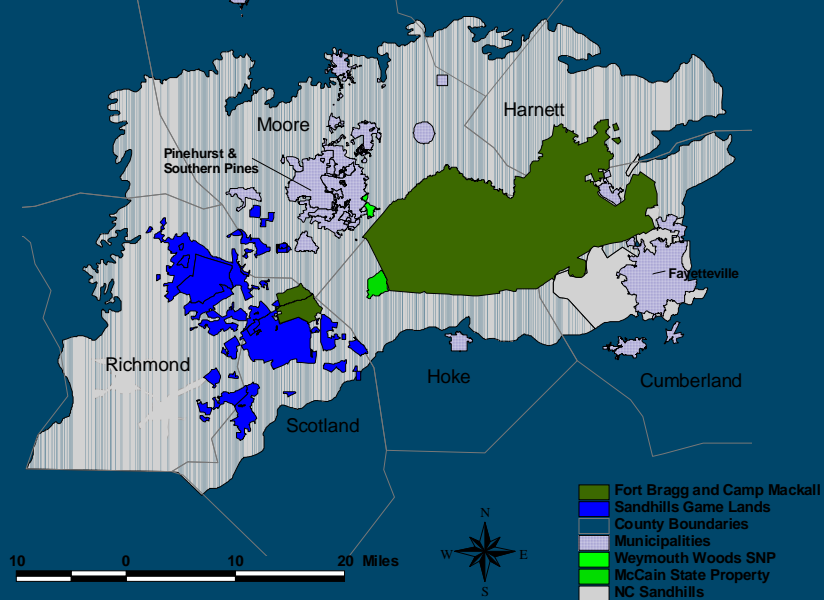 Harnett
Moore
Pinehurst &
Southern Pines
Fayetteville
Richmond
Hoke
Cumberland
Scotland
Fort Bragg and Camp Mackall
Sandhills Game Lands
County Boundaries
Municipalities
Weymouth Woods SNP
McCain State Property
NC Sandhills
N
W E
S
10 0 10 20 Miles